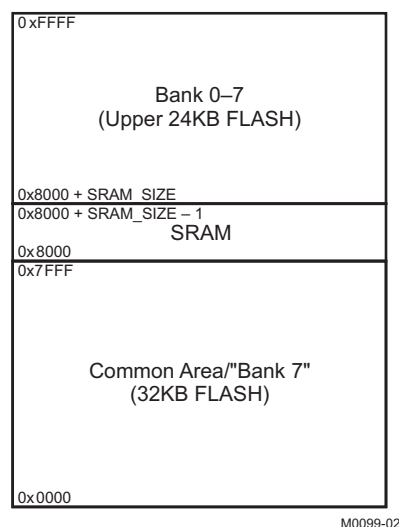 0xFFFF
Bank 0–7
(Upper 24KB FLASH)
0x8000 + SRAM_SIZE
0x8000 + SRAM_SIZE – 1
SRAM
0x8000
0x7FFF
Common Area/"Bank 7"
(32KB FLASH)
0x0000
M0099-02